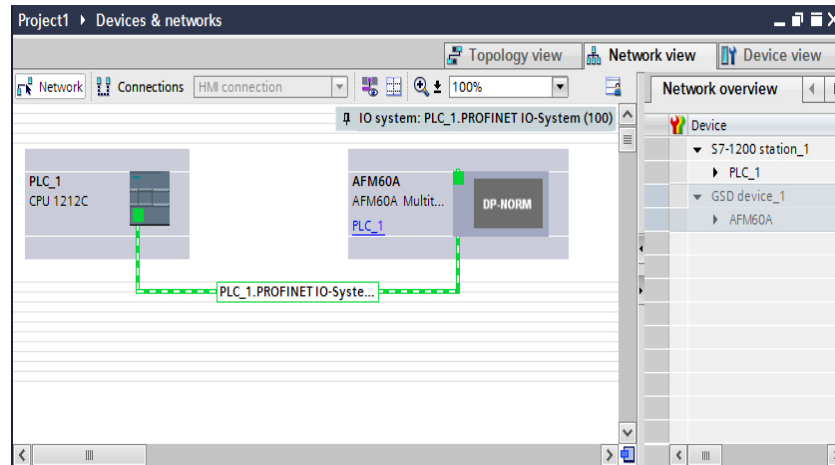 Project1 ▸ Devices & networks
Topology view Network view Device view
Network Connections HMI connection 100% Network overview
IO system: PLC_1.PROFINET IO-System (100)
Device
S7-1200 station_1
PLC_1
GSD device_1
AFM60A
PLC_1
CPU 1212C
AFM60A
AFM60A Multit...
PLC_1
DP-NORM
PLC_1.PROFINET IO-Syste...